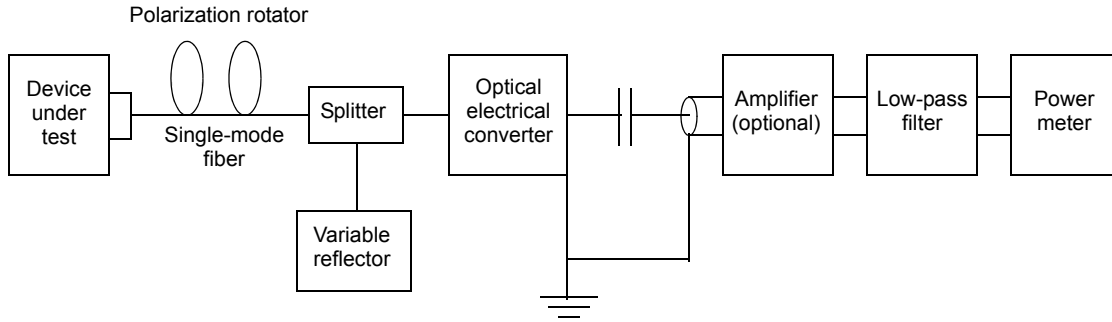 Polarization rotator
Device
under
test
Single-mode
fiber
Splitter
Variable
reflector
Optical
electrical
converter
Amplifier
(optional)
Low-pass
filter
Power
meter